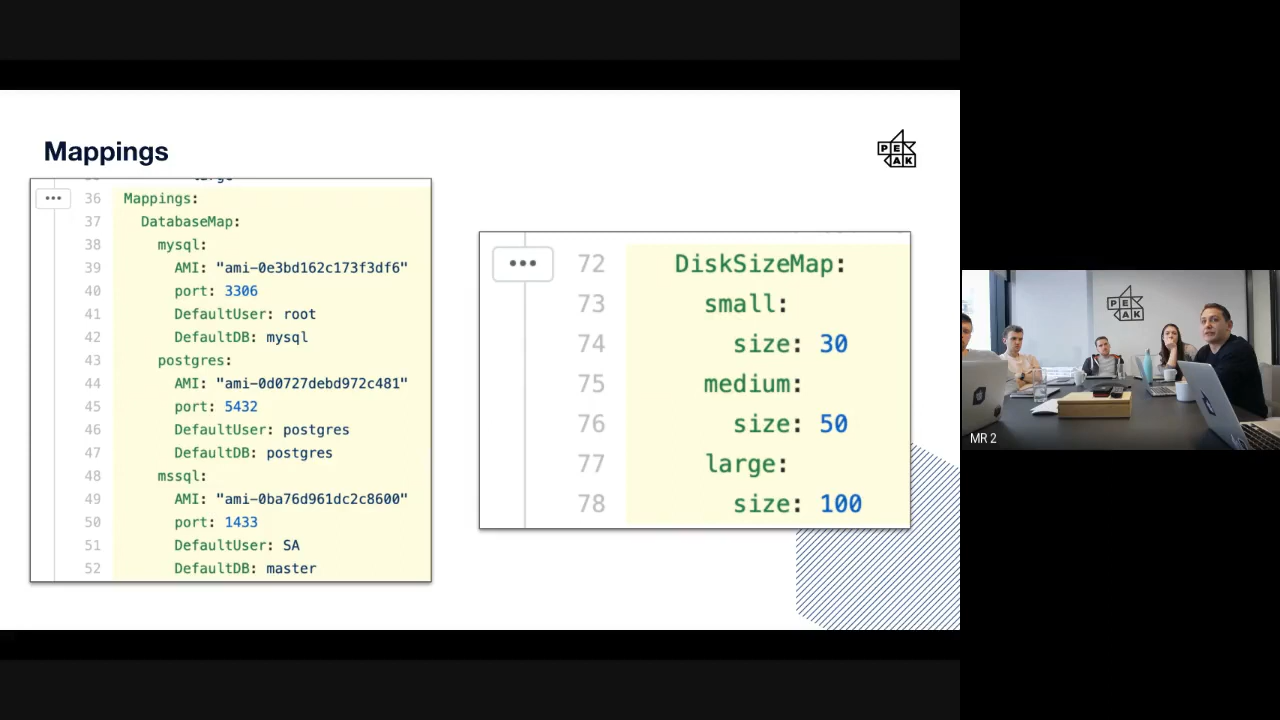 Mappings
PEAK
36 Mappings:
37 DatabaseMap:
38 mysql:
39 AMI: "ami-0e3bd162c173f3df6"
40 port: 3306
41 DefaultUser: root
42 DefaultDB: mysql
43 postgres:
44 AMI: "ami-0d0727debd972c481"
45 port: 5432
46 DefaultUser: postgres
47 DefaultDB: postgres
48 mssql:
49 AMI: "ami-0ba76d961dc2c8600"
50 port: 1433
51 DefaultUser: SA
52 DefaultDB: master
72 DiskSizeMap:
73 small:
74 size: 30
75 medium:
76 size: 50
77 large:
78 size: 100
PEAK
MR 2